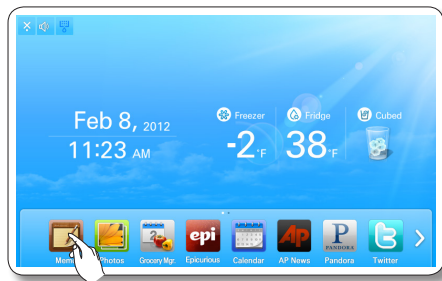 Feb 8, 2012
11:23 AM
Freezer
-2°F
Fridge
38°F
Cubed
epi
AP
P
PANDORA
Photos
Grocery Mgr.
Epicurious
Calendar
AP News
Pandora
Twitter